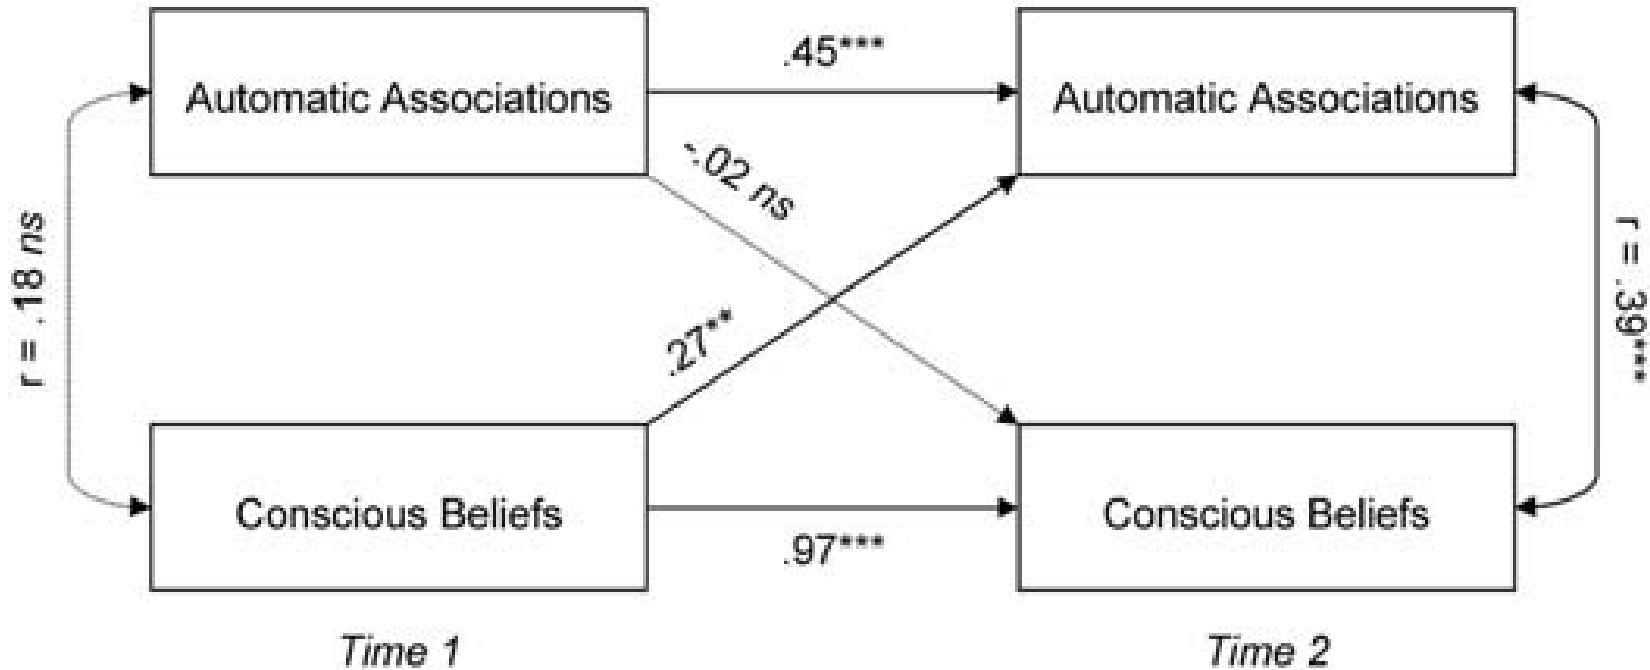 .45***
Automatic Associations
Automatic Associations
-.02 ns
r = .18 ns
r = .39***
.27**
Conscious Beliefs
Conscious Beliefs
.97***
Time 1
Time 2